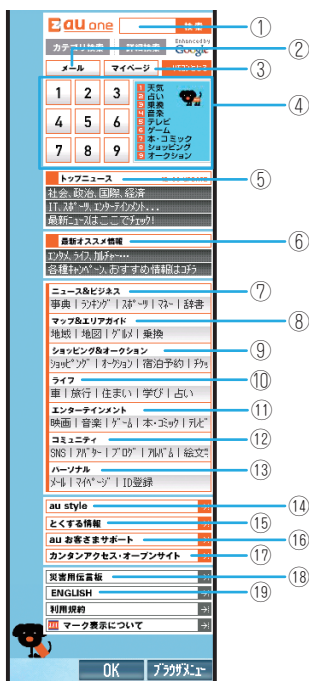 au one
検索
①
カテゴリ検索
詳細検索
Enhanced by
Google
②
メール
マイページ
③
1 2 3
4 5 6
7 8 9
1 天気
2 占い
3 乗換
4 音楽
5 テレビ
6 ゲーム
7 本・コミック
8 ショッピング
9 オークション
④
トップニュース
UPDATE
⑤
社会、政治、国際、経済
IT、ｽﾎﾟｰﾂ、ｴﾝﾀｰﾃｲﾝﾒﾝﾄ...
最新ﾆｭｰｽはここでﾁｪｯｸ!
最新オススメ情報
⑥
ｴﾝﾀﾒ、ﾗｲﾌ、ｶﾙﾁｬｰ…
各種ｷｬﾝﾍﾟｰﾝ、おすすめ情報はｺﾁﾗ
ニュース&ビジネス
⑦
事典｜ﾗﾝｷﾝｸﾞ｜ｽﾎﾟｰﾂ｜ﾏﾈｰ｜辞書
マップ&エリアガイド
⑧
地域｜地図｜ｸﾞﾙﾒ｜乗換
ショッピング&オークション
⑨
ｼｮｯﾋﾟﾝｸﾞ｜ｵｰｸｼｮﾝ｜宿泊予約｜ﾁｹｯ
ライフ
⑩
車｜旅行｜住まい｜学び｜占い
エンターテインメント
⑪
映画｜音楽｜ｹﾞｰﾑ｜本・ｺﾐｯｸ｜ﾃﾚﾋﾞ
コミュニティ
⑫
SNS｜ｱﾊﾞﾀｰ｜ﾌﾞﾛｸﾞ｜ｱﾙﾊﾞﾑ｜絵文
パーソナル
⑬
ﾒｰﾙ｜ﾏｲﾍﾟｰｼﾞ｜ID登録
au style
⑭
とくする情報
⑮
au お客さまサポート
⑯
カンタンアクセス・オープンサイト
⑰
災害用伝言板
⑱
ENGLISH
⑲
利用規約
マーク表示について
OK
ﾌﾞﾗｳｻﾞﾒﾆｭｰ